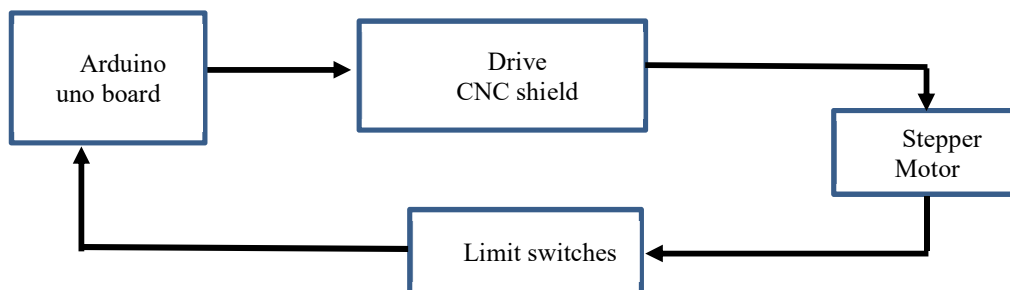 Arduino
uno board
Drive
CNC shield
Stepper
Motor
Limit switches